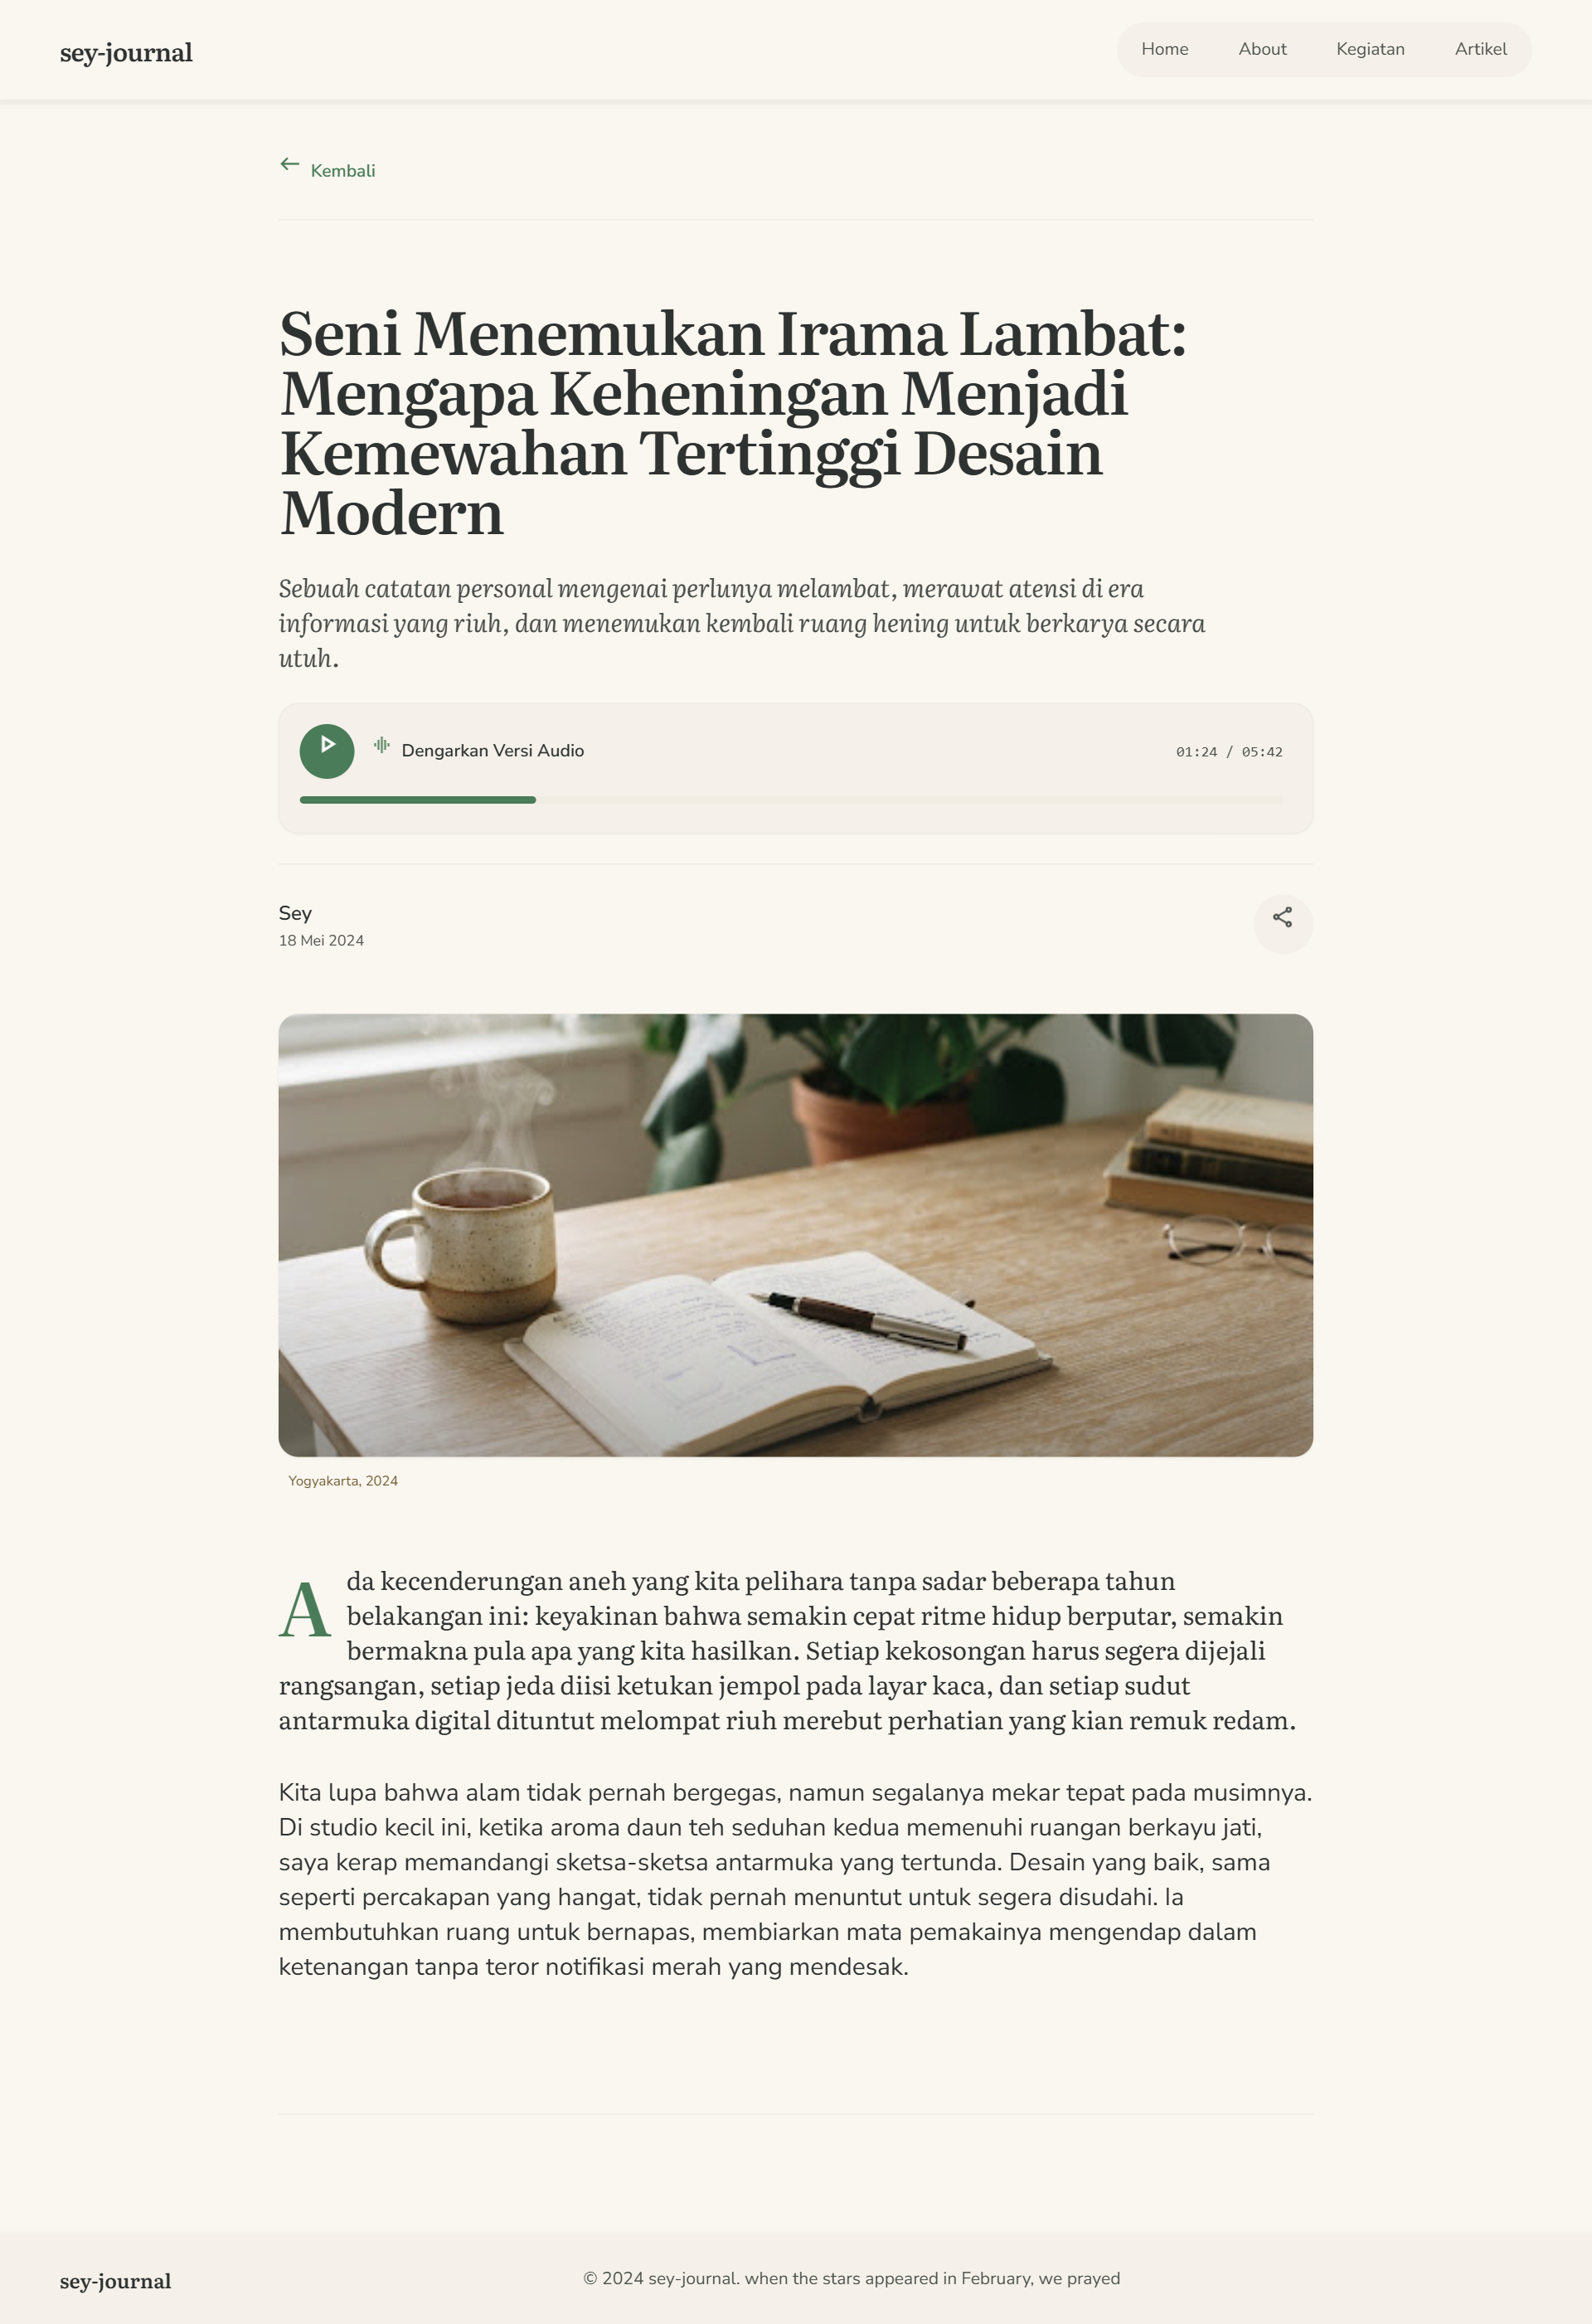 sey-journal
Home
About
Kegiatan
Artikel
Kembali
Seni Menemukan Irama Lambat:
Mengapa Keheningan Menjadi
Kemewahan Tertinggi Desain
Modern
Sebuah catatan personal mengenai perlunya melambat, merawat atensi di era
informasi yang riuh, dan menemukan kembali ruang hening untuk berkarya secara
utuh.
Dengarkan Versi Audio
01:24 / 05:42
Sey
18 Mei 2024
Yogyakarta, 2024
Ada kecenderungan aneh yang kita pelihara tanpa sadar beberapa tahun
belakangan ini: keyakinan bahwa semakin cepat ritme hidup berputar, semakin
bermakna pula apa yang kita hasilkan. Setiap kekosongan harus segera dijejali
rangsangan, setiap jeda diisi ketukan jempol pada layar kaca, dan setiap sudut
antarmuka digital dituntut melompat riuh merebut perhatian yang kian remuk redam.
Kita lupa bahwa alam tidak pernah bergegas, namun segalanya mekar tepat pada musimnya.
Di studio kecil ini, ketika aroma daun teh seduhan kedua memenuhi ruangan berkayu jati,
saya kerap memandangi sketsa-sketsa antarmuka yang tertunda. Desain yang baik, sama
seperti percakapan yang hangat, tidak pernah menuntut untuk segera disudahi. Ia
membutuhkan ruang untuk bernapas, membiarkan mata pemakainya mengendap dalam
ketenangan tanpa teror notifikasi merah yang mendesak.
sey-journal
© 2024 sey-journal. when the stars appeared in February, we prayed